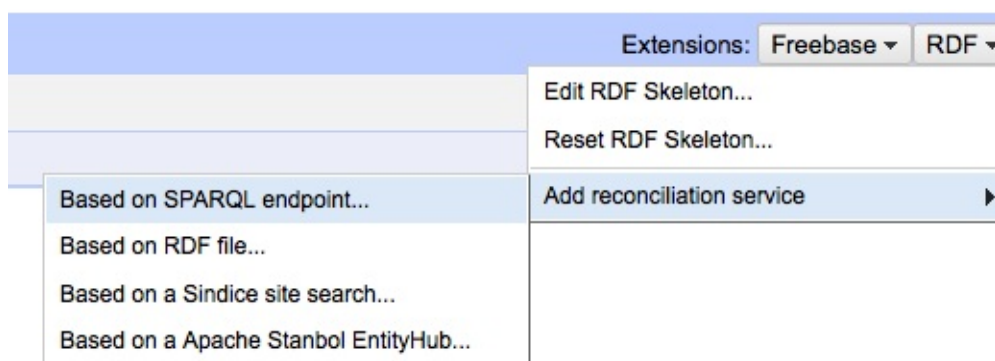 Extensions: Freebase RDF
Edit RDF Skeleton...
Reset RDF Skeleton...
Add reconciliation service
Based on SPARQL endpoint...
Based on RDF file...
Based on a Sindice site search...
Based on a Apache Stanbol EntityHub...